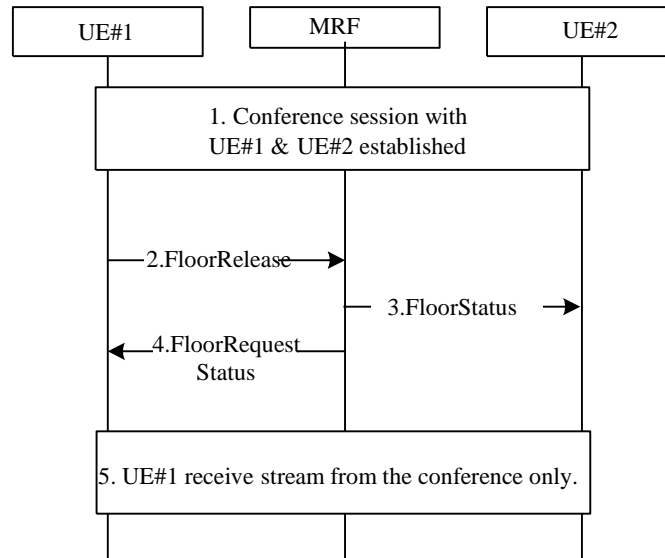 UE#1
MRF
UE#2
1. Conference session with
UE#1 & UE#2 established
2.FloorRelease
3.FloorStatus
4.FloorRequest
Status
5. UE#1 receive stream from the conference only.